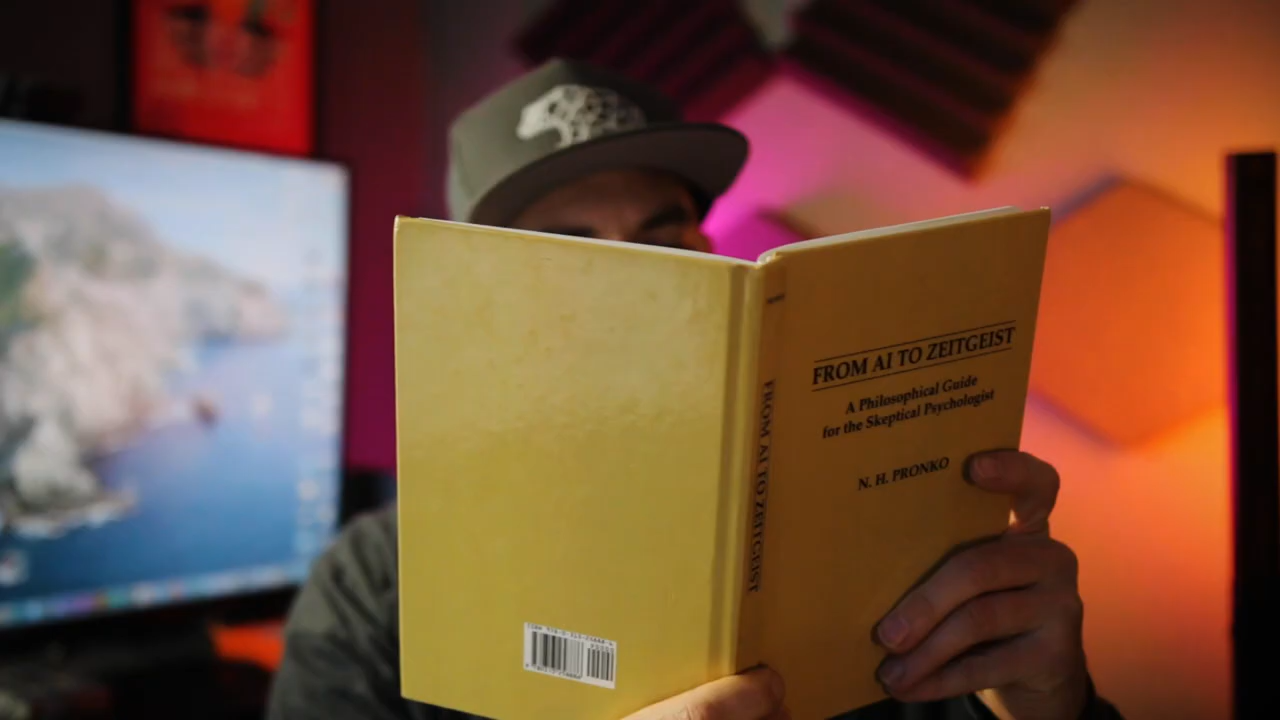 FROM AI TO ZEITGEIST
A Philosophical Guide
for the Skeptical Psychologist
N. H. PRONKO
FROM AI TO ZEITGEIST